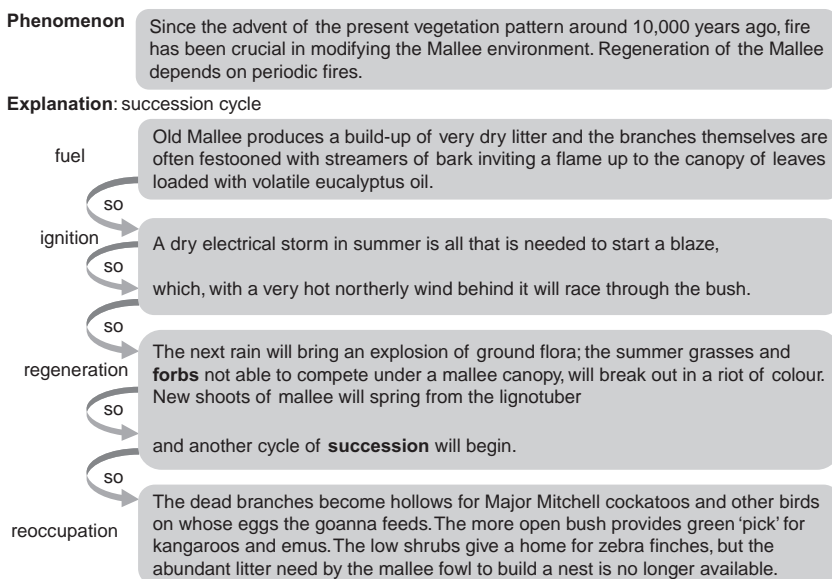 Phenomenon
Since the advent of the present vegetation pattern around 10,000 years ago, fire
has been crucial in modifying the Mallee environment. Regeneration of the Mallee
depends on periodic fires.
Explanation: succession cycle
fuel
Old Mallee produces a build-up of very dry litter and the branches themselves are
often festooned with streamers of bark inviting a flame up to the canopy of leaves
loaded with volatile eucalyptus oil.
so
ignition
A dry electrical storm in summer is all that is needed to start a blaze,
so
which, with a very hot northerly wind behind it will race through the bush.
so
regeneration
The next rain will bring an explosion of ground flora; the summer grasses and
forbs not able to compete under a mallee canopy, will break out in a riot of colour.
New shoots of mallee will spring from the lignotuber
so
and another cycle of succession will begin.
so
reoccupation
The dead branches become hollows for Major Mitchell cockatoos and other birds
on whose eggs the goanna feeds. The more open bush provides green 'pick' for
kangaroos and emus. The low shrubs give a home for zebra finches, but the
abundant litter need by the mallee fowl to build a nest is no longer available.